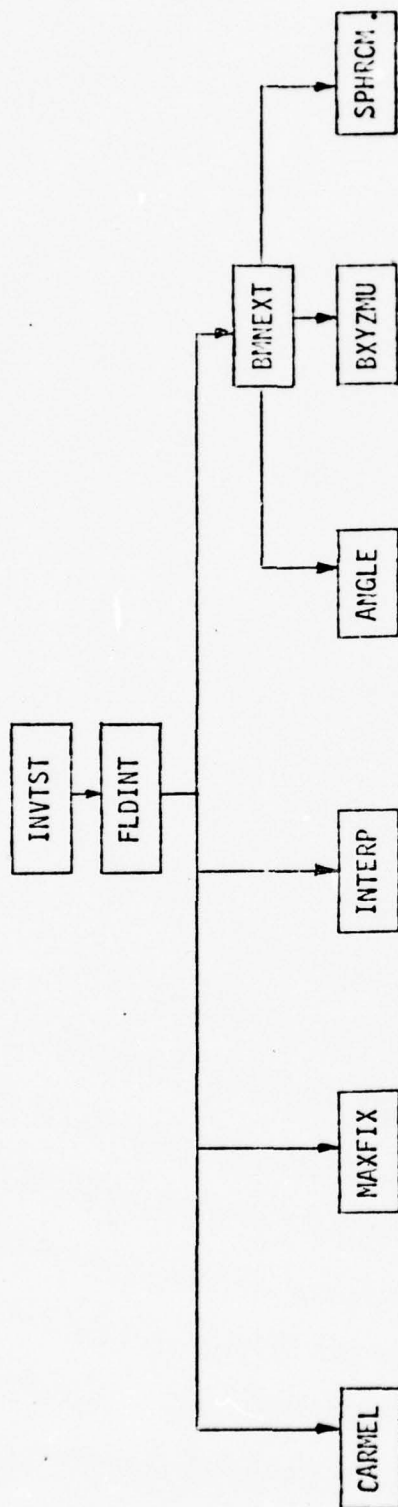 INVTST
FLDINT
BMNEXT
CARMEL
MAXFIX
INTERP
ANGLE
BXYZMU
SPHRCM